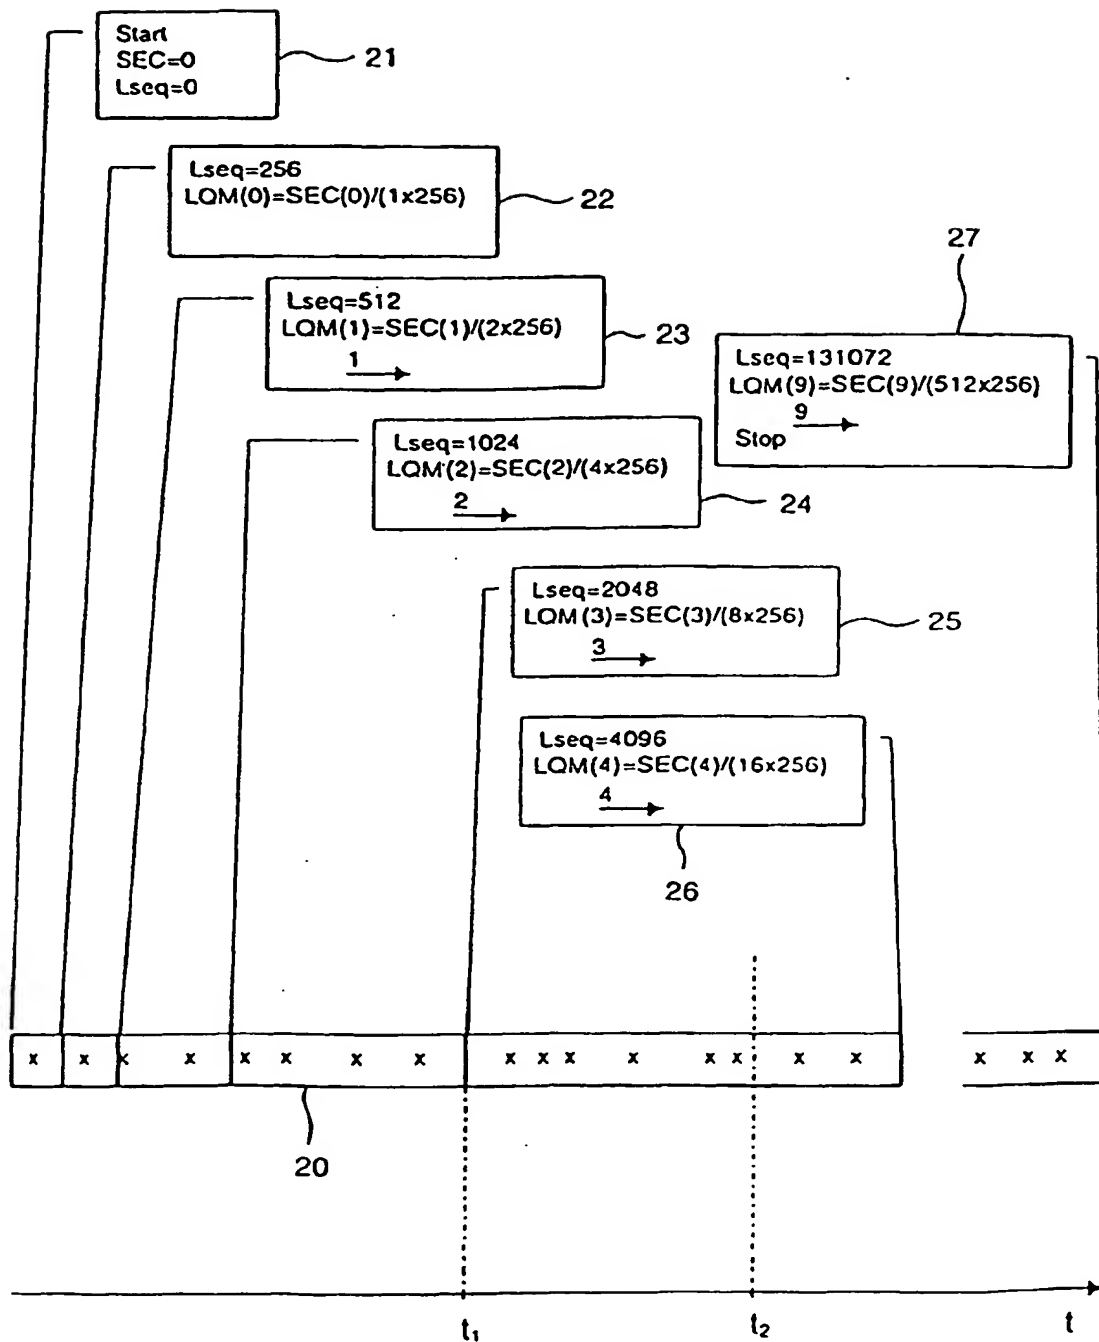 Start
SEC=0
Lseq=0
21
Lseq=256
LQM(0)=SEC(0)/(1x256)
22
Lseq=512
LQM(1)=SEC(1)/(2x256)
1
23
27
Lseq=131072
LQM(9)=SEC(9)/(512x256)
9
Stop
Lseq=1024
LQM(2)=SEC(2)/(4x256)
2
24
Lseq=2048
LQM(3)=SEC(3)/(8x256)
3
25
Lseq=4096
LQM(4)=SEC(4)/(16x256)
4
26
x x x x x x x x x x x x x x x x x x x
20
t₁ t₂ t